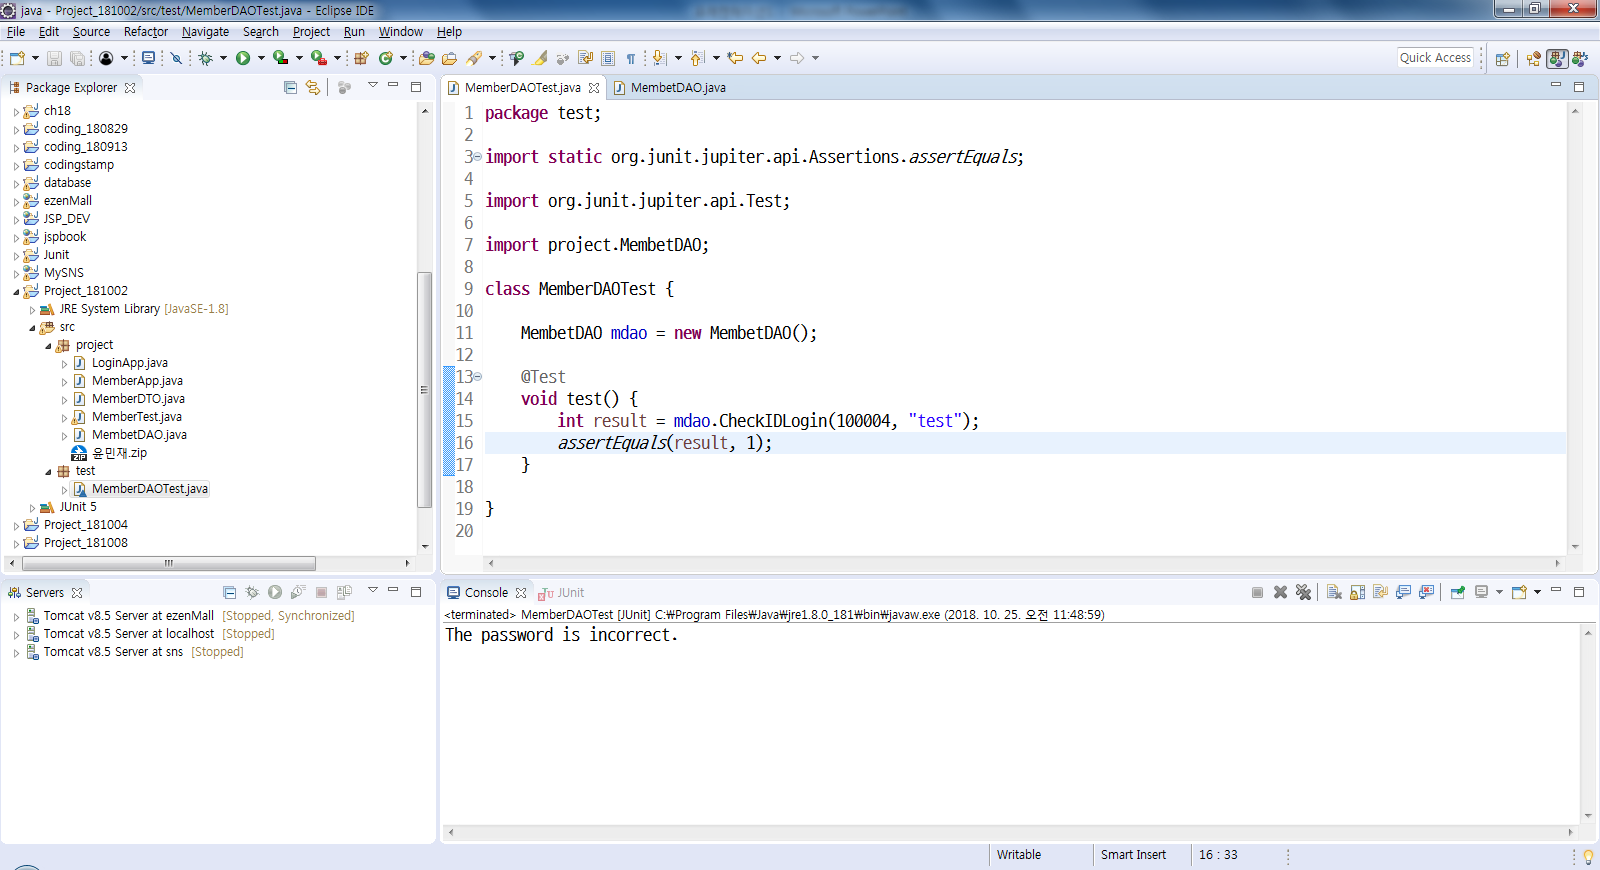 java - Project_181002/src/test/MemberDAOTest.java - Eclipse IDE
File Edit Source Refactor Navigate Search Project Run Window Help
Quick Access
Package Explorer
ch18
coding_180829
coding_180913
codingstamp
database
ezenMall
JSP_DEV
jspbook
Junit
MySNS
Project_181002
JRE System Library [JavaSE-1.8]
src
project
LoginApp.java
MemberApp.java
MemberDTO.java
MemberTest.java
MembetDAO.java
윤민재.zip
test
MemberDAOTest.java
JUnit 5
Project_181004
Project_181008
MemberDAOTest.java MembetDAO.java
1 package test;
2
3 import static org.junit.jupiter.api.Assertions.assertEquals;
4
5 import org.junit.jupiter.api.Test;
6
7 import project.MembetDAO;
8
9 class MemberDAOTest {
10
11 MembetDAO mdao = new MembetDAO();
12
13 @Test
14 void test() {
15 int result = mdao.CheckIDLogin(100004, "test");
16 assertEquals(result, 1);
17 }
18
19 }
20
Servers
Tomcat v8.5 Server at ezenMall [Stopped, Synchronized]
Tomcat v8.5 Server at localhost [Stopped]
Tomcat v8.5 Server at sns [Stopped]
Console JUnit
<terminated> MemberDAOTest [JUnit] C:₩Program Files₩Java₩jre1.8.0_181₩bin₩javaw.exe (2018. 10. 25. 오전 11:48:59)
The password is incorrect.
Writable Smart Insert 16 : 33